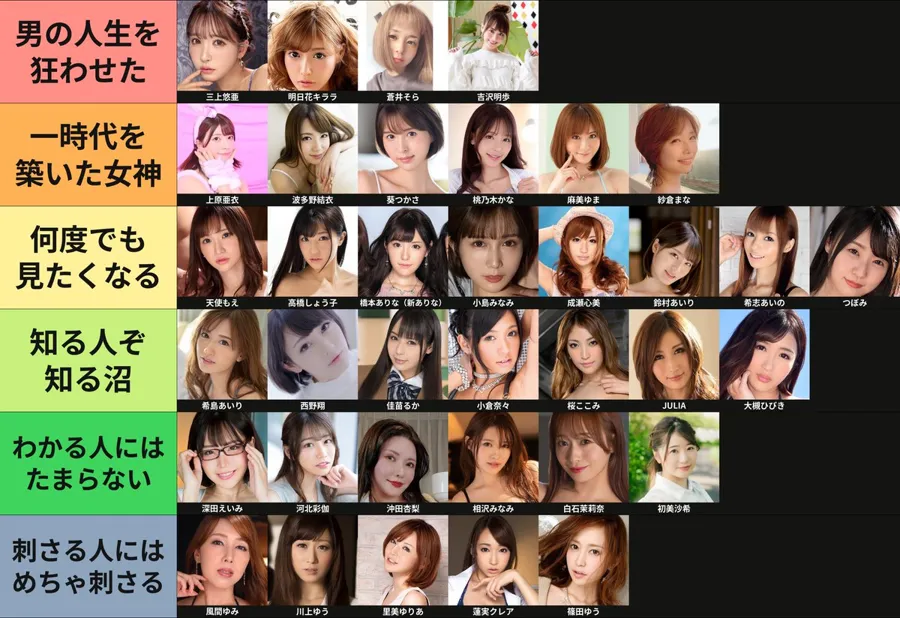 男の人生を
狂わせた
三上悠亜
明日花キララ
蒼井そら
吉沢明歩
一時代を
築いた女神
上原亜衣
波多野結衣
葵つかさ
桃乃木かな
麻美ゆま
紗倉まな
何度でも
見たくなる
天使もえ
高橋しょう子
橋本ありな（新ありな）
小島みなみ
成瀬心美
鈴村あいり
希志あいの
つぼみ
知る人ぞ
知る沼
希島あいり
西野翔
佳苗るか
小倉奈々
桜ここみ
JULIA
大槻ひびき
わかる人には
たまらない
深田えいみ
河北彩伽
沖田杏梨
相沢みなみ
白石茉莉奈
初美沙希
刺さる人には
めちゃ刺さる
風間ゆみ
川上ゆう
里美ゆりあ
蓮実クレア
篠田ゆう